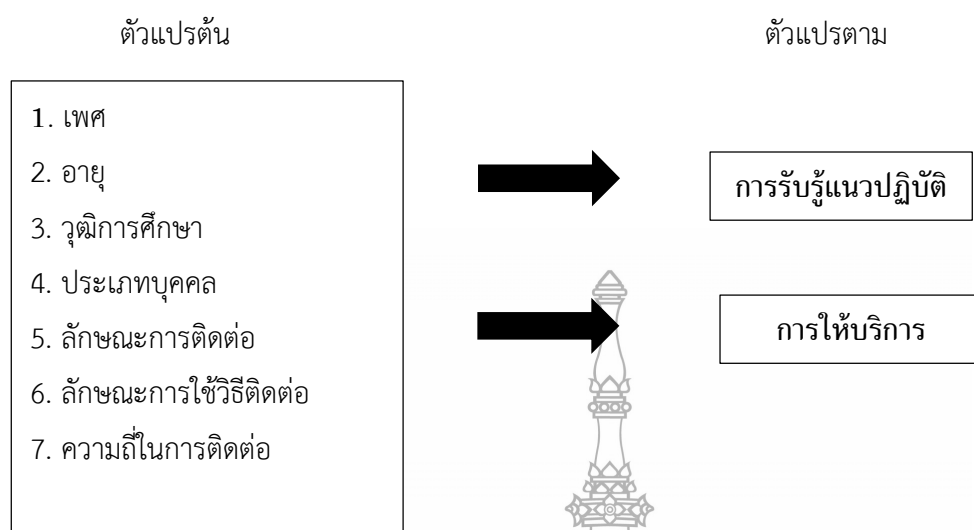 ตัวแปรต้น
ตัวแปรตาม
1. เพศ
2. อายุ
3. วุฒิการศึกษา
4. ประเภทบุคคล
5. ลักษณะการติดต่อ
6. ลักษณะการใช้วิธีติดต่อ
7. ความถี่ในการติดต่อ
การรับรู้แนวปฏิบัติ
การให้บริการ